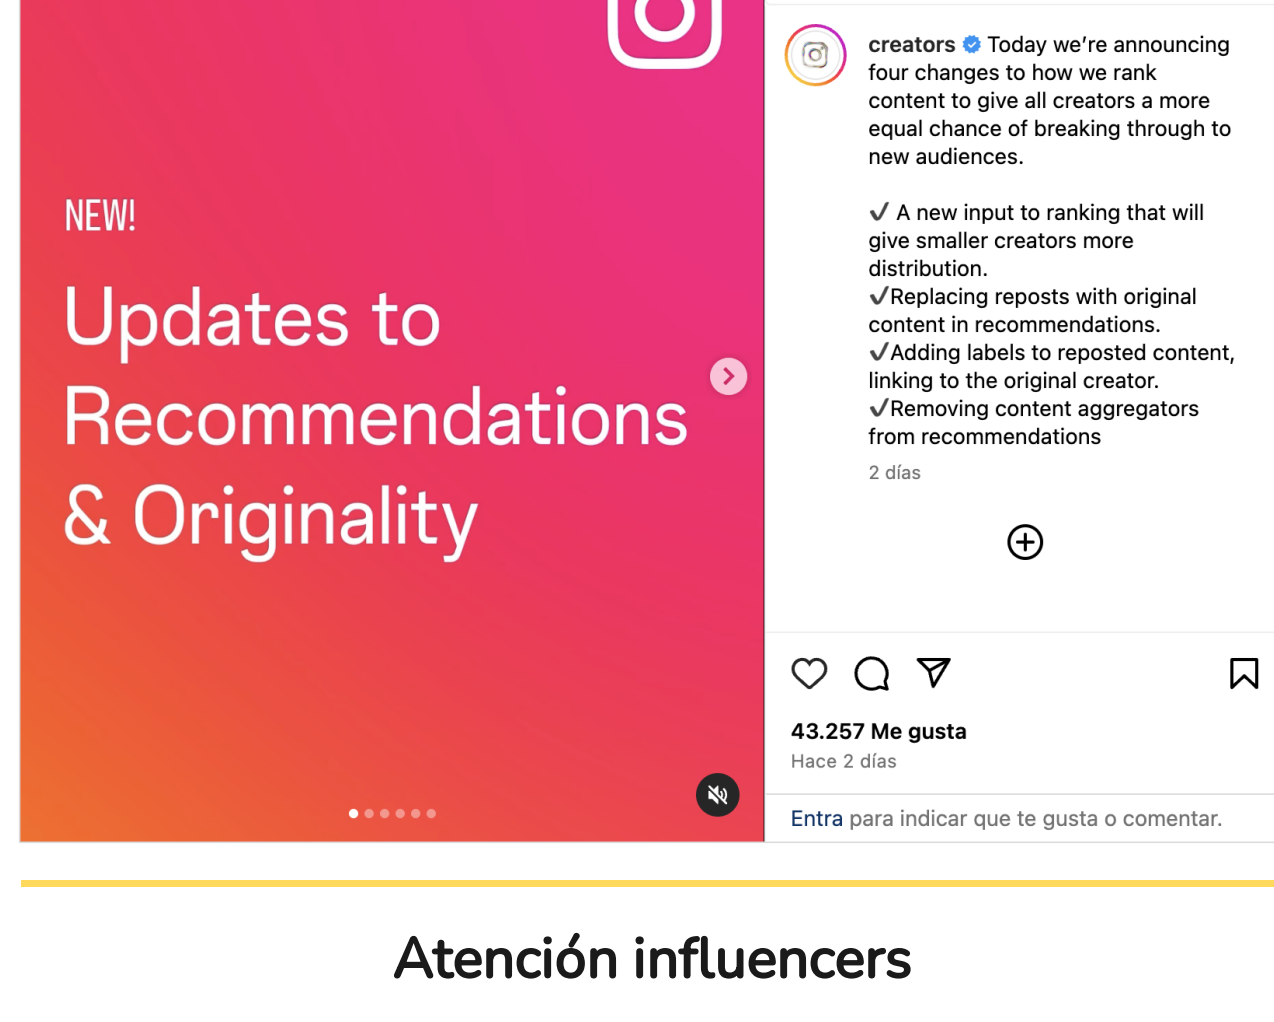 NEW!
Updates to
Recommendations
& Originality
creators Today we’re announcing
four changes to how we rank
content to give all creators a more
equal chance of breaking through to
new audiences.
✔ A new input to ranking that will
give smaller creators more
distribution.
✔Replacing reposts with original
content in recommendations.
✔Adding labels to reposted content,
linking to the original creator.
✔Removing content aggregators
from recommendations
2 días
43.257 Me gusta
Hace 2 días
Entra para indicar que te gusta o comentar.
Atención influencers